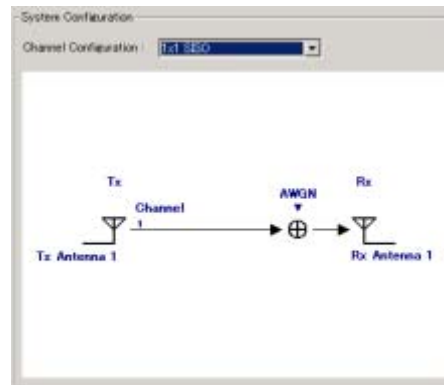 System Configuration
Channel Configuration :
1x1 SISO
Tx
Rx
AWGN
Channel
1
Tx Antenna 1
Rx Antenna 1